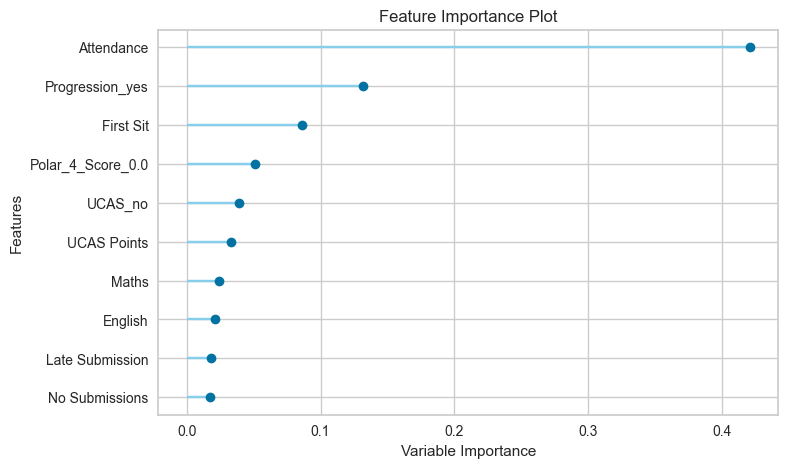 Feature Importance Plot
Attendance
Progression_yes
First Sit
Polar_4_Score_0.0
UCAS_no
UCAS Points
Maths
English
Late Submission
No Submissions
Features
0.0 0.1 0.2 0.3 0.4
Variable Importance